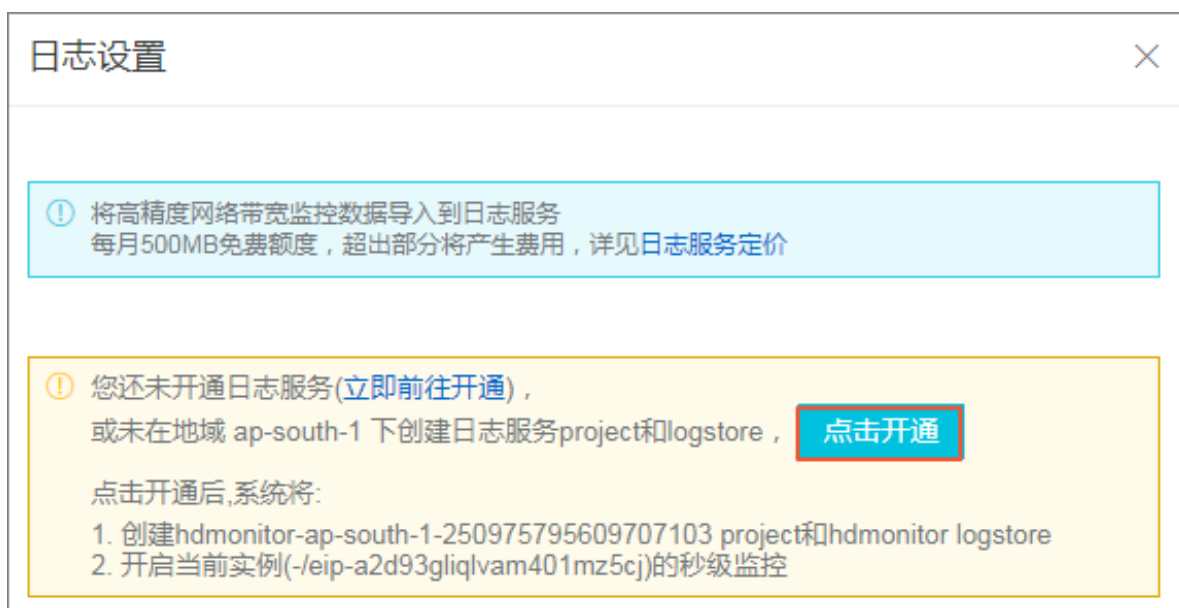 日志设置
将高精度网络带宽监控数据导入到日志服务
每月500MB免费额度，超出部分将产生费用，详见日志服务定价
您还未开通日志服务(立即前往开通)，
或未在地域 ap-south-1 下创建日志服务project和logstore， 点击开通
点击开通后,系统将:
1. 创建hdmonitor-ap-south-1-250975795609707103 project和hdmonitor logstore
2. 开启当前实例(-/eip-a2d93gliqlvam401mz5cj)的秒级监控